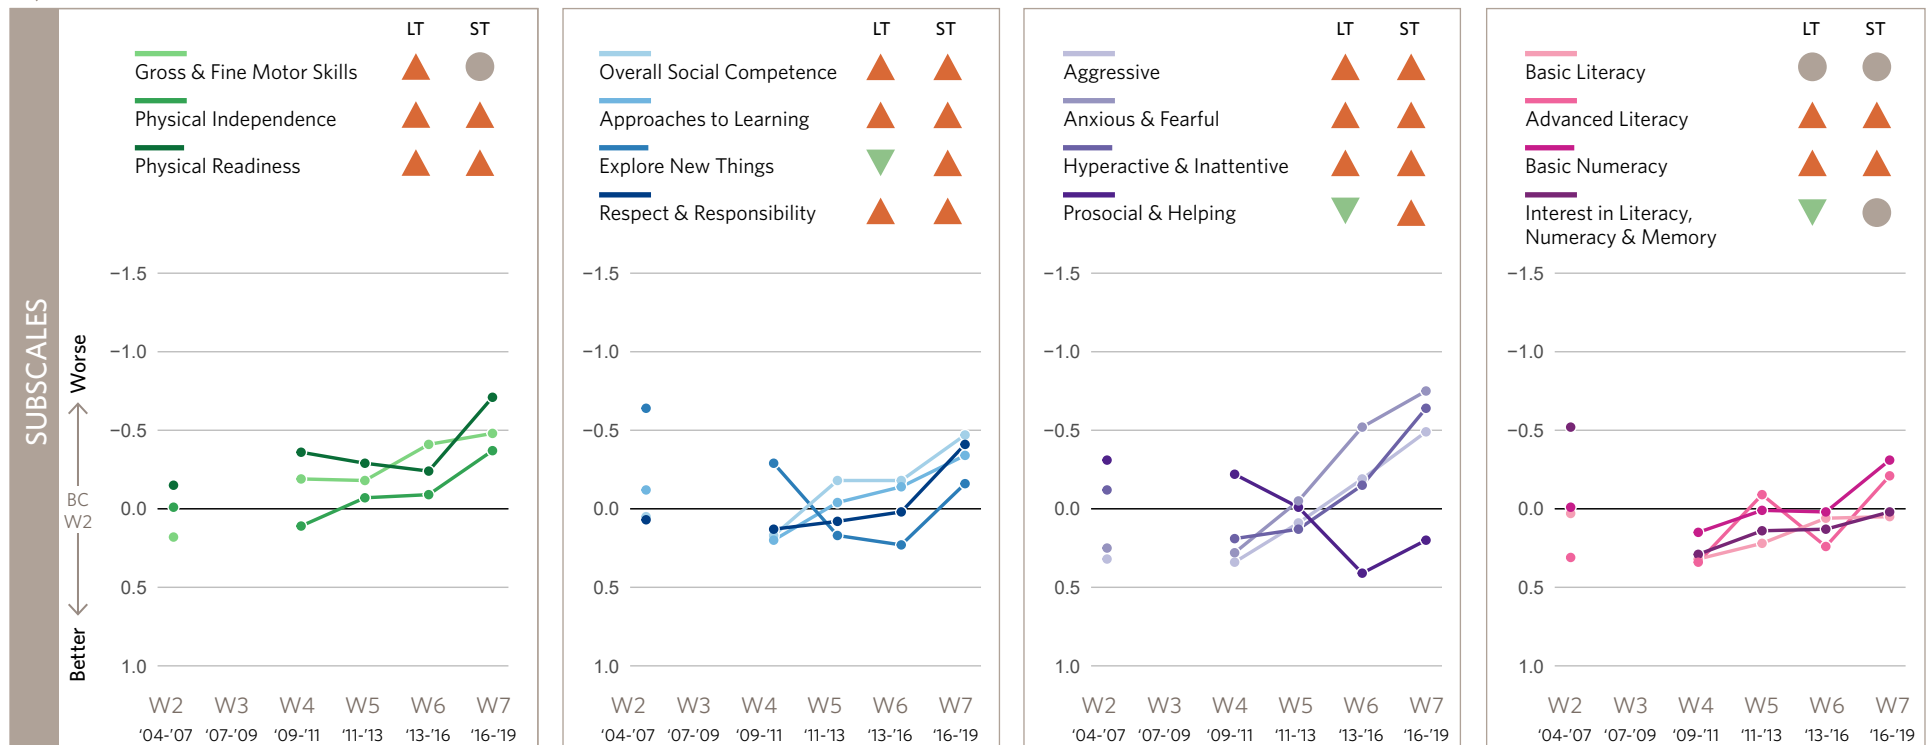 SUBSCALES
Worse
BC
W2
Better
LT ST
Gross & Fine Motor Skills
Physical Independence
Physical Readiness
−1.5
−1.0
−0.5
0.0
0.5
1.0
W2 W3 W4 W5 W6 W7
‘04-’07 ‘07-’09 ‘09-’11 ‘11-’13 ‘13-’16 ‘16-’19
LT ST
Overall Social Competence
Approaches to Learning
Explore New Things
Respect & Responsibility
−1.5
−1.0
−0.5
0.0
0.5
1.0
W2 W3 W4 W5 W6 W7
‘04-’07 ‘07-’09 ‘09-’11 ‘11-’13 ‘13-’16 ‘16-’19
LT ST
Aggressive
Anxious & Fearful
Hyperactive & Inattentive
Prosocial & Helping
−1.5
−1.0
−0.5
0.0
0.5
1.0
W2 W3 W4 W5 W6 W7
‘04-’07 ‘07-’09 ‘09-’11 ‘11-’13 ‘13-’16 ‘16-’19
LT ST
Basic Literacy
Advanced Literacy
Basic Numeracy
Interest in Literacy,
Numeracy & Memory
−1.5
−1.0
−0.5
0.0
0.5
1.0
W2 W3 W4 W5 W6 W7
‘04-’07 ‘07-’09 ‘09-’11 ‘11-’13 ‘13-’16 ‘16-’19